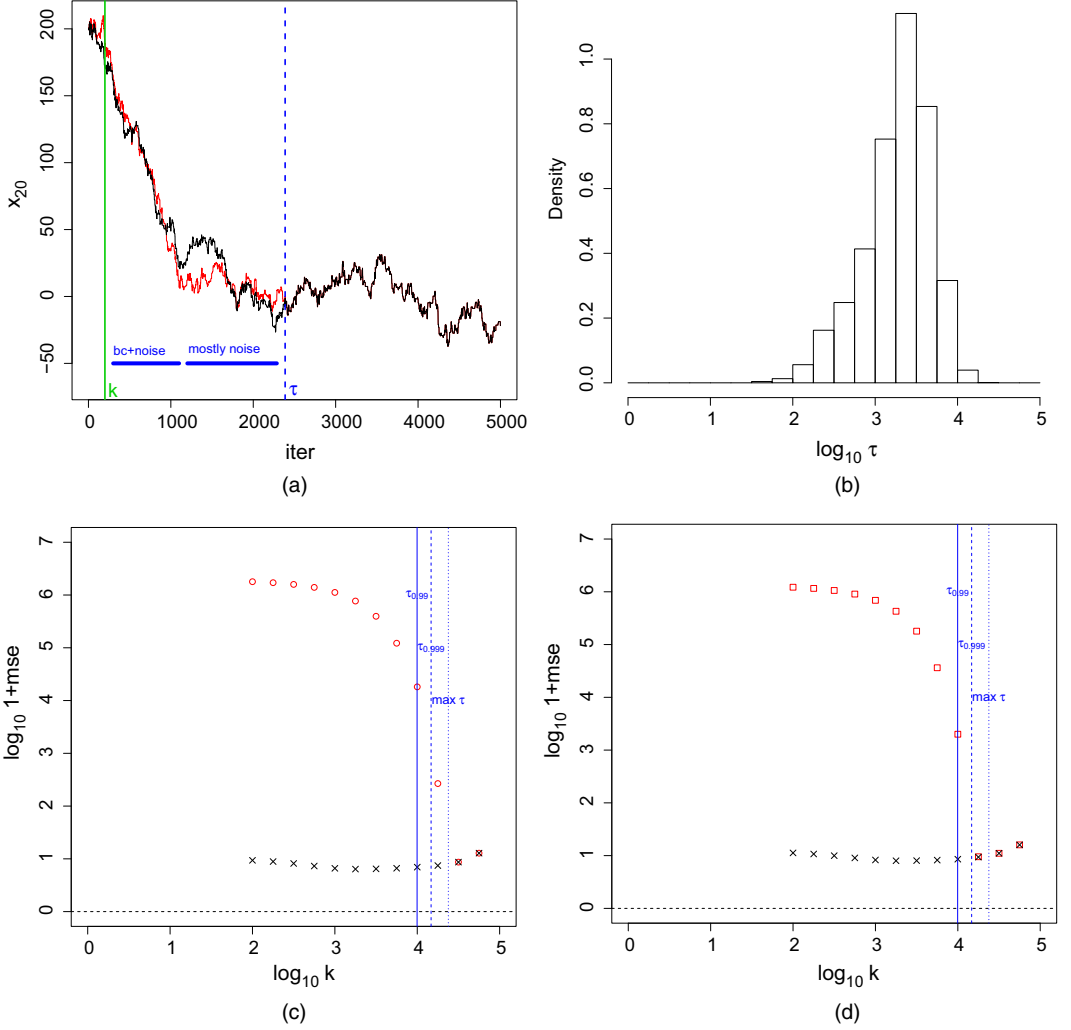 x₂₀
200
150
100
50
0
−50
bc+noise
mostly noise
k
τ
0 1000 2000 3000 4000 5000
iter
(a)
Density
1.0
0.8
0.6
0.4
0.2
0.0
0 1 2 3 4 5
log₁₀ τ
(b)
log₁₀ 1+mse
7
6
5
4
3
2
1
0
τ₀.₉₉
τ₀.₉₉₉
max τ
0 1 2 3 4 5
log₁₀ k
(c)
log₁₀ 1+mse
7
6
5
4
3
2
1
0
τ₀.₉₉
τ₀.₉₉₉
max τ
0 1 2 3 4 5
log₁₀ k
(d)